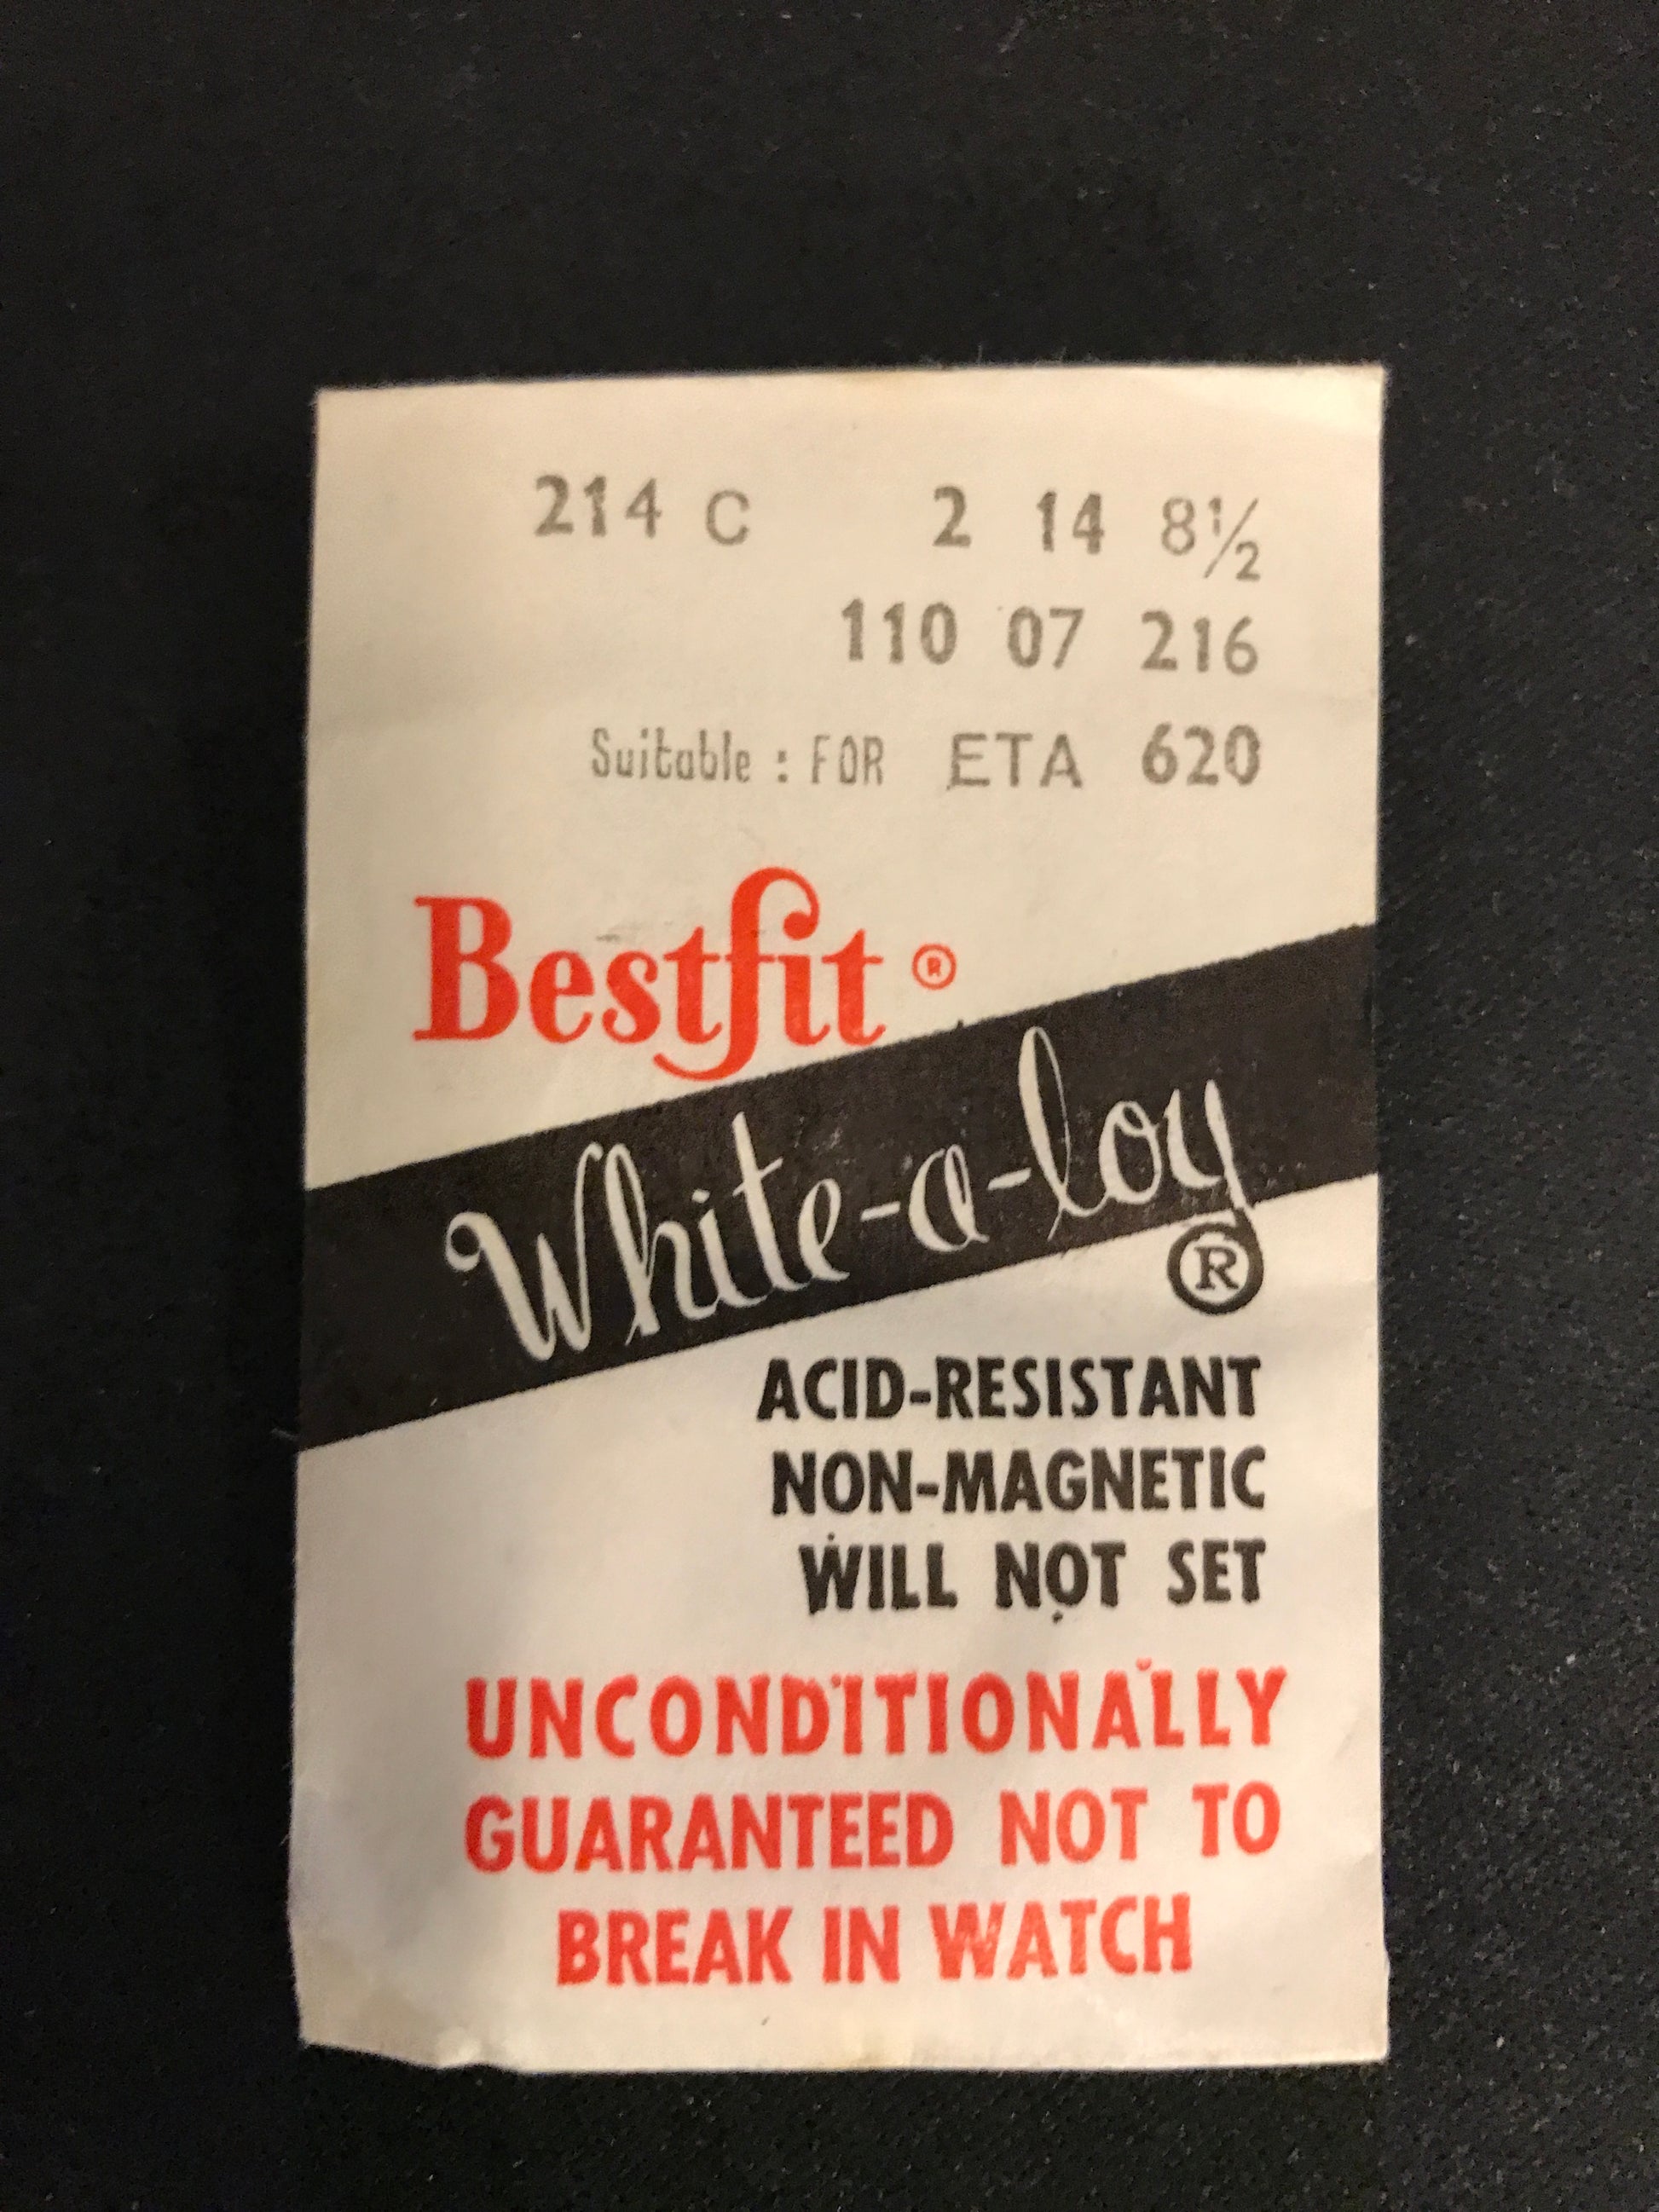 214 C 2 14 8½
110 07 216
Suitable : FOR ETA 620
Bestfit ®
White-a-loy
®
ACID-RESISTANT
NON-MAGNETIC
WILL NOT SET
UNCONDITIONALLY
GUARANTEED NOT TO
BREAK IN WATCH